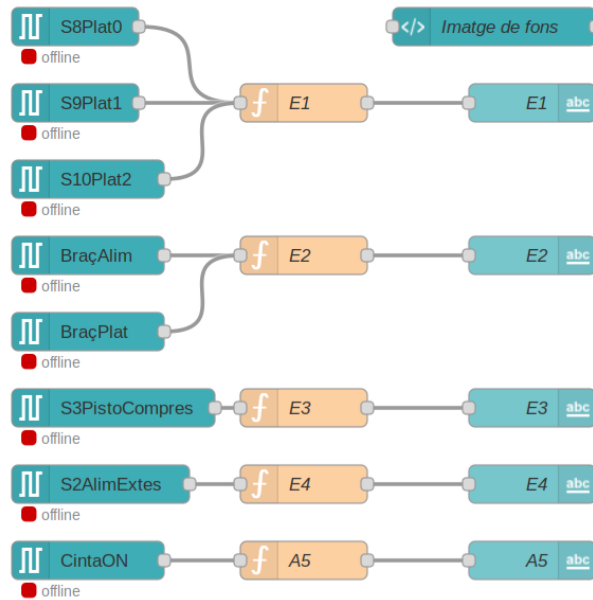 S8Plat0
offline
</> Imatge de fons
S9Plat1
offline
E1
E1 abc
S10Plat2
offline
BraçAlim
offline
E2
E2 abc
BraçPlat
offline
S3PistoCompres
offline
E3
E3 abc
S2AlimExtes
offline
E4
E4 abc
CintaON
offline
A5
A5 abc